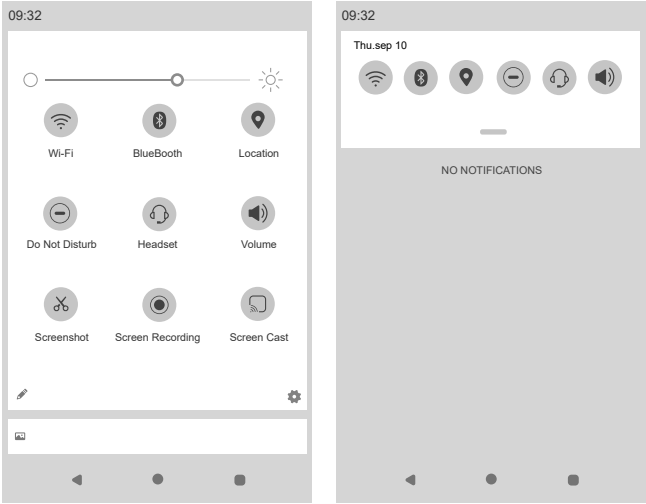 09:32
Wi-Fi
BlueBooth
Location
Do Not Disturb
Headset
Volume
Screenshot
Screen Recording
Screen Cast
09:32
Thu.sep 10
NO NOTIFICATIONS